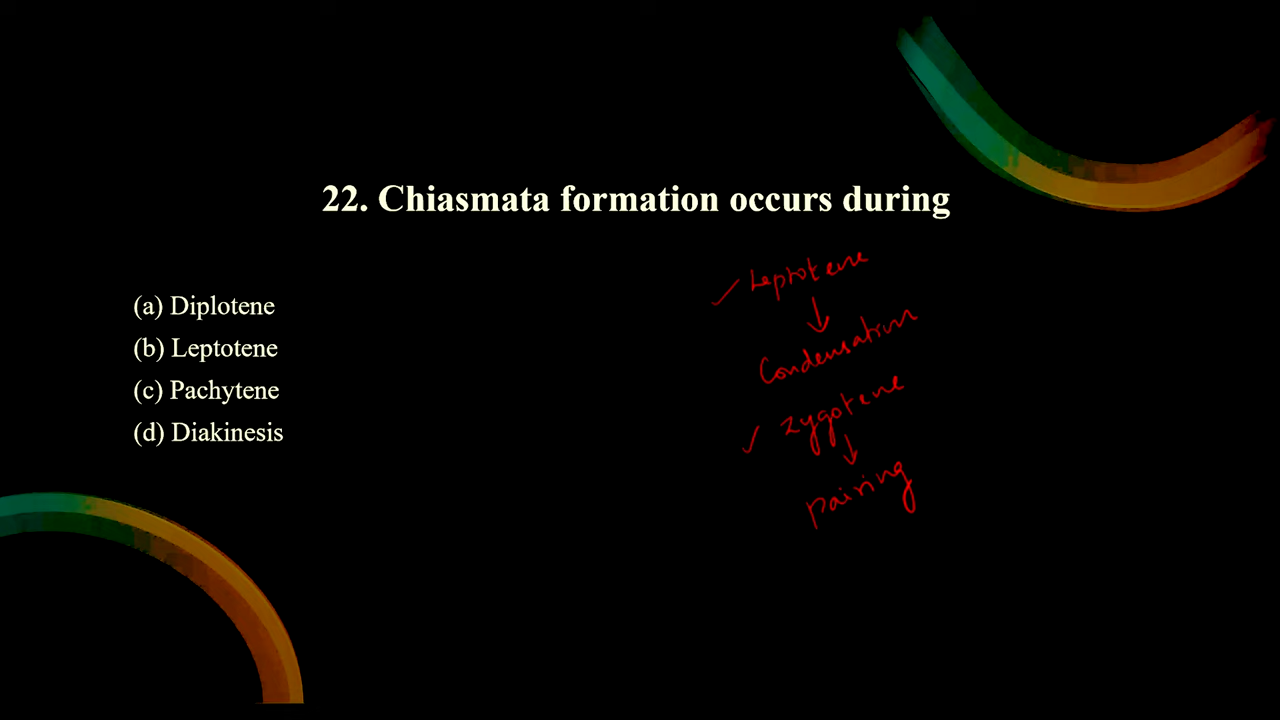 22. Chiasmata formation occurs during
(a) Diplotene
(b) Leptotene
(c) Pachytene
(d) Diakinesis
Leptotene
↓
Condensation
Zygotene
↓
pairing